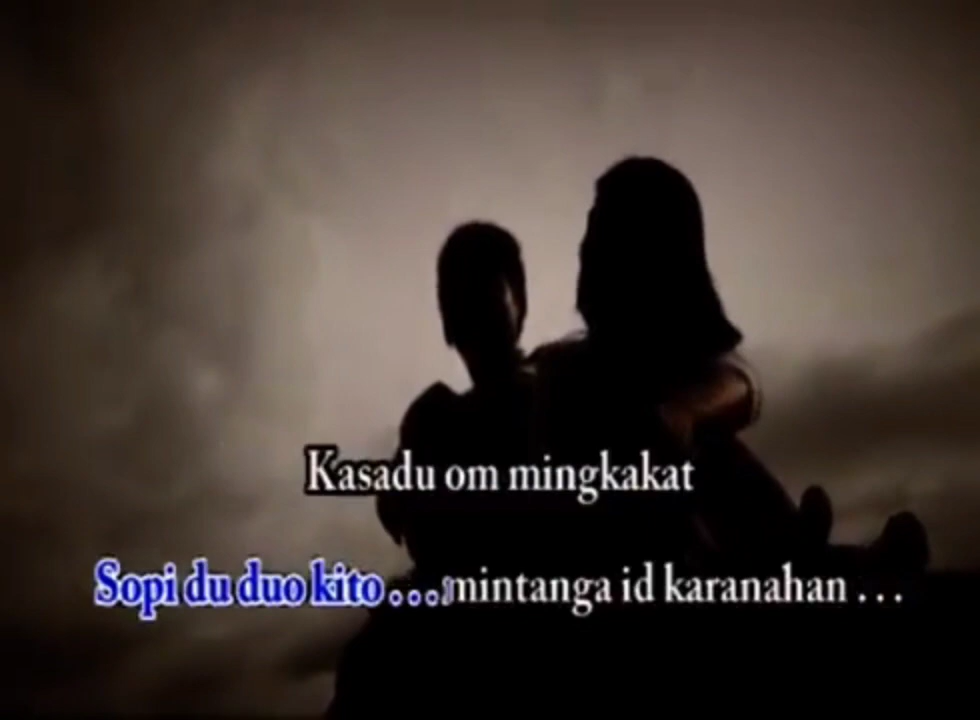 Kasadu om mingkakat
Sopi du duo kito ....mintanga id karanahan ...